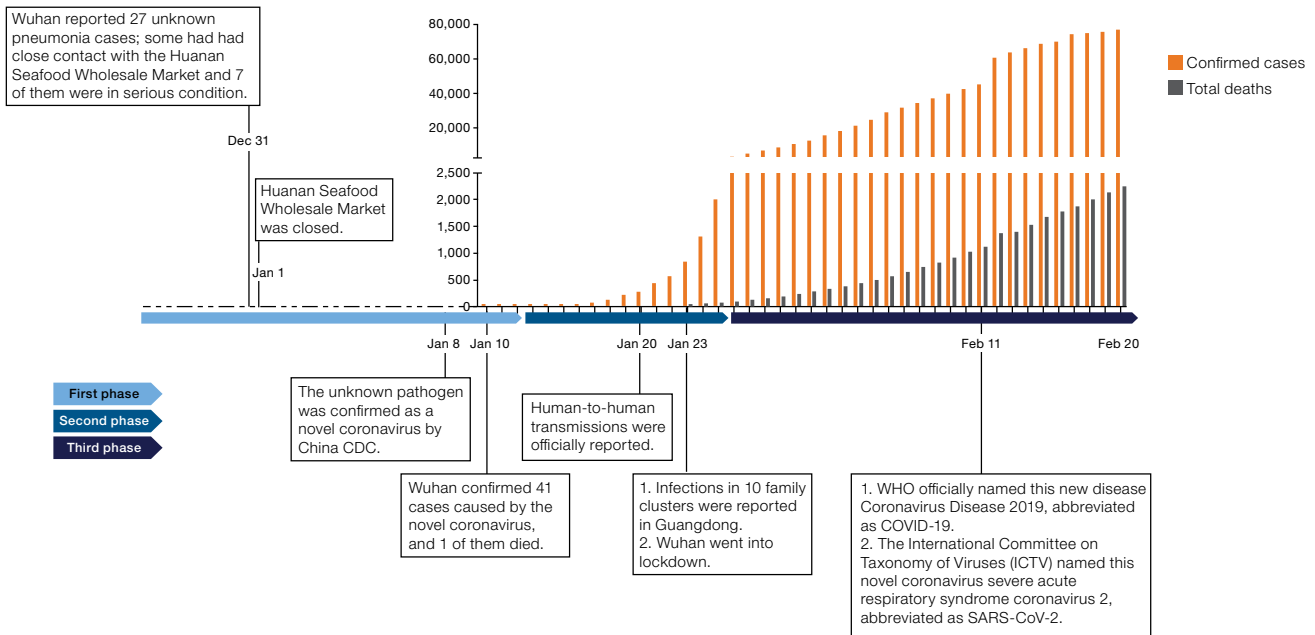 Wuhan reported 27 unknown
pneumonia cases; some had had
close contact with the Huanan
Seafood Wholesale Market and 7
of them were in serious condition.
Dec 31
Huanan Seafood
Wholesale Market
was closed.
Jan 1
80,000
60,000
40,000
20,000
2,500
2,000
1,500
1,000
500
0
Confirmed cases
Total deaths
Jan 8
Jan 10
Jan 20
Jan 23
Feb 11
Feb 20
First phase
Second phase
Third phase
The unknown pathogen
was confirmed as a
novel coronavirus by
China CDC.
Wuhan confirmed 41
cases caused by the
novel coronavirus,
and 1 of them died.
Human-to-human
transmissions were
officially reported.
1. Infections in 10 family
clusters were reported
in Guangdong.
2. Wuhan went into
lockdown.
1. WHO officially named this new disease
Coronavirus Disease 2019, abbreviated
as COVID-19.
2. The International Committee on
Taxonomy of Viruses (ICTV) named this
novel coronavirus severe acute
respiratory syndrome coronavirus 2,
abbreviated as SARS-CoV-2.